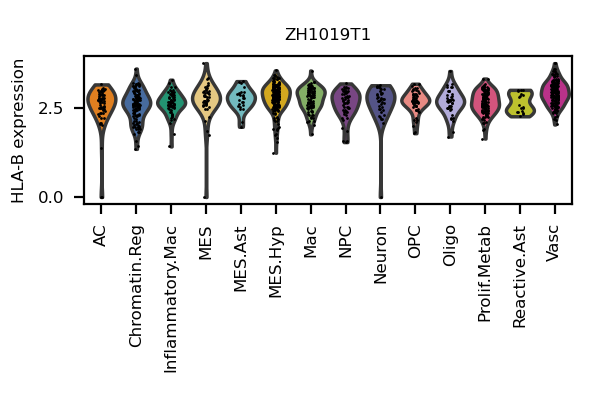 ZH1019T1
HLA-B expression
2.5
0.0
AC
Chromatin.Reg
Inflammatory.Mac
MES
MES.Ast
MES.Hyp
Mac
NPC
Neuron
OPC
Oligo
Prolif.Metab
Reactive.Ast
Vasc